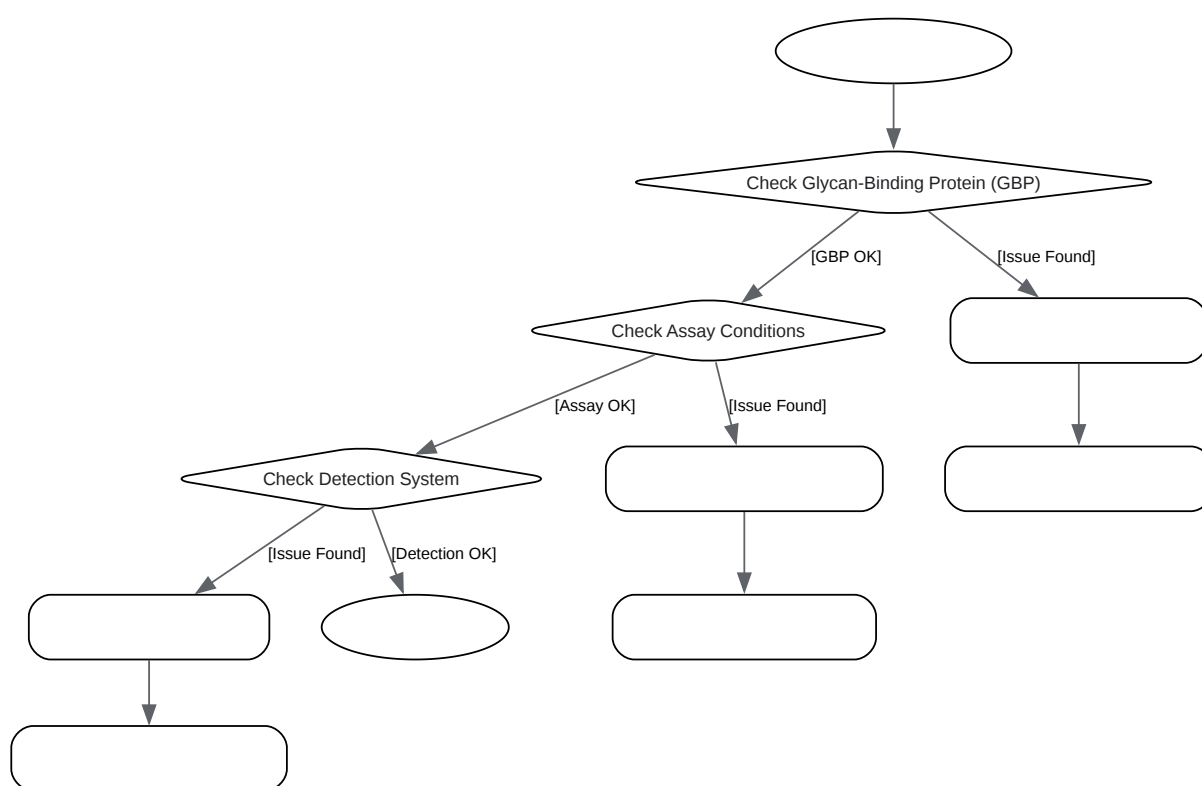 Check Glycan-Binding Protein (GBP)
[GBP OK]
[Issue Found]
Check Assay Conditions
[Assay OK]
[Issue Found]
Check Detection System
[Issue Found]
[Detection OK]